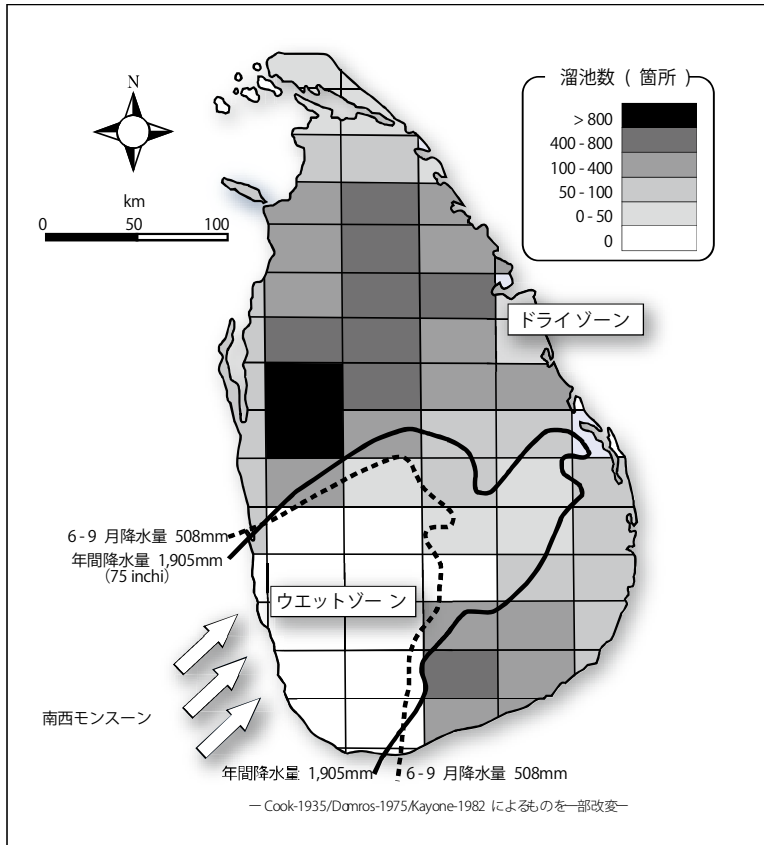 溜池数 ( 箇所 )
> 800
400 - 800
100 - 400
50 - 100
0 - 50
0
N
km
0 50 100
ドライゾーン
6 - 9 月降水量 508mm
年間降水量 1,905mm
(75 inchi)
ウエットゾーン
南西モンスーン
年間降水量 1,905mm
6 - 9 月降水量 508mm
— Cook-1935/Domros-1975/Kayone-1982 によるものを一部改変—